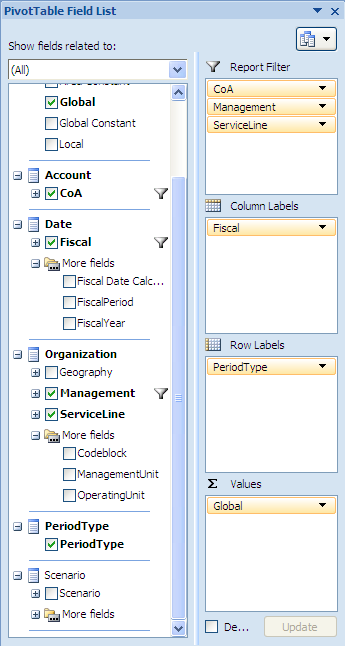 PivotTable Field List
Show fields related to:
(All)
Global
Global Constant
Local
Account
CoA
Date
Fiscal
More fields
Fiscal Date Calc...
FiscalPeriod
FiscalYear
Organization
Geography
Management
ServiceLine
More fields
Codeblock
ManagementUnit
OperatingUnit
PeriodType
PeriodType
Scenario
Scenario
More fields
Report Filter
CoA
Management
ServiceLine
Column Labels
Fiscal
Row Labels
PeriodType
Σ Values
Global
De...
Update